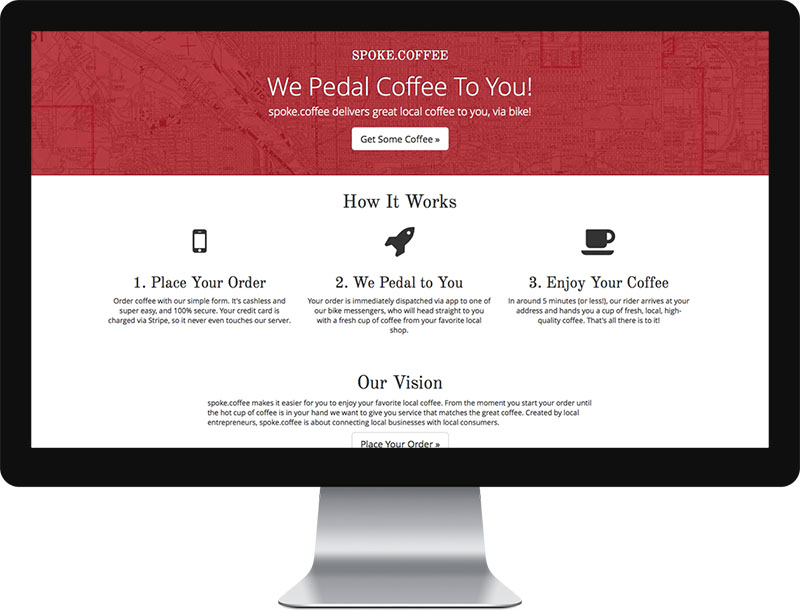 SPOKE.COFFEE
We Pedal Coffee To You!
spoke.coffee delivers great local coffee to you, via bike!
Get Some Coffee »
How It Works
1. Place Your Order
Order coffee with our simple form. It's cashless and
super easy, and 100% secure. Your credit card is
charged via Stripe, so it never even touches our server.
2. We Pedal to You
Your order is immediately dispatched via app to one of
our bike messengers, who will head straight to you
with a fresh cup of coffee from your favorite local
shop.
3. Enjoy Your Coffee
In around 5 minutes (or less!), our rider arrives at your
address and hands you a cup of fresh, local, high-
quality coffee. That's all there is to it!
Our Vision
spoke.coffee makes it easier for you to enjoy your favorite local coffee. From the moment you start your order until
the hot cup of coffee is in your hand we want to give you service that matches the great coffee. Created by local
entrepreneurs, spoke.coffee is about connecting local businesses with local consumers.
Place Your Order »